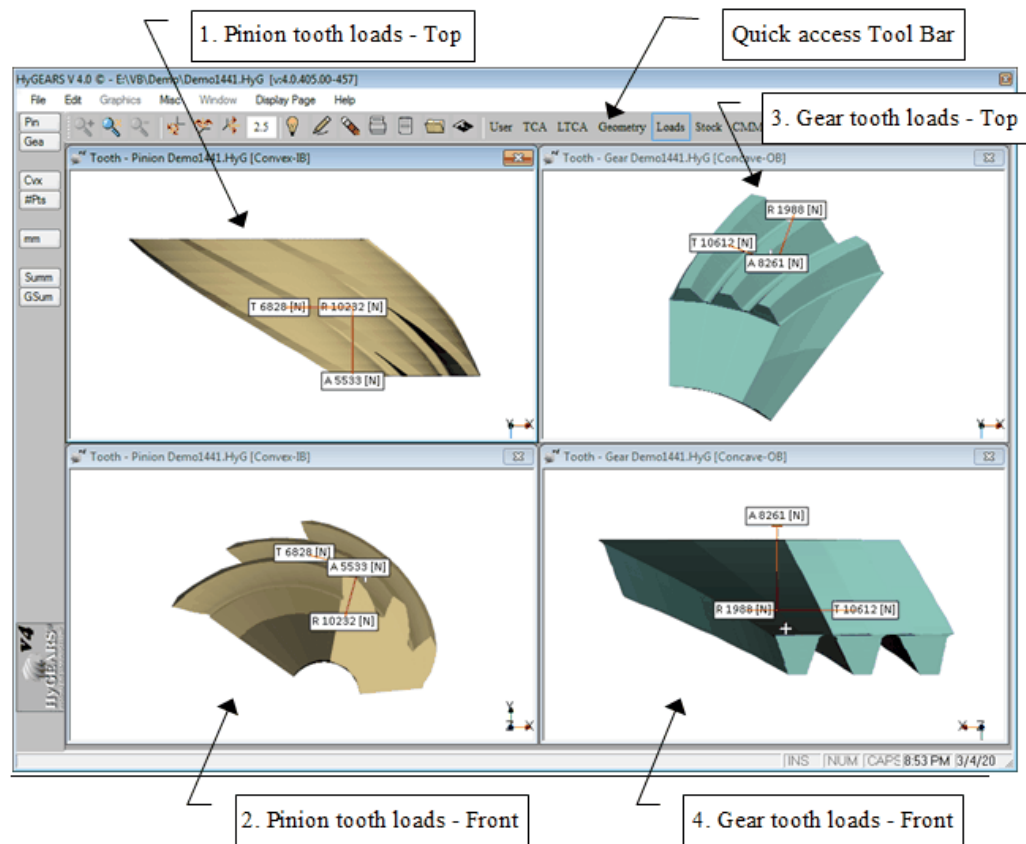 1. Pinion tooth loads - Top
Quick access Tool Bar
HyGEARS V 4.0 © - E:\VB\Demo\Demo1441.HyG [v:4.0.405.00-457]
File Edit Graphics Misc Window Display Page Help
3. Gear tooth loads - Top
Pin
Gea
2.5 User TCA LTCA Geometry Loads Stock CMM
Cvx
#Pts
mm
Summ
GSum
Tooth - Pinion Demo1441.HyG [Convex-IB]
T 6828 [N] R 10232 [N]
A 5533 [N]
Y X
Tooth - Gear Demo1441.HyG [Concave-OB]
R 1988 [N]
T 10612 [N]
A 8261 [N]
Y X
Tooth - Pinion Demo1441.HyG [Convex-IB]
T 6828 [N]
A 5533 [N]
R 10232 [N]
Y
Z X
Tooth - Gear Demo1441.HyG [Concave-OB]
A 8261 [N]
R 1988 [N] T 10612 [N]
X Z
HyGEARS V4
INS NUM CAPS 8:53 PM 3/4/20
2. Pinion tooth loads - Front
4. Gear tooth loads - Front